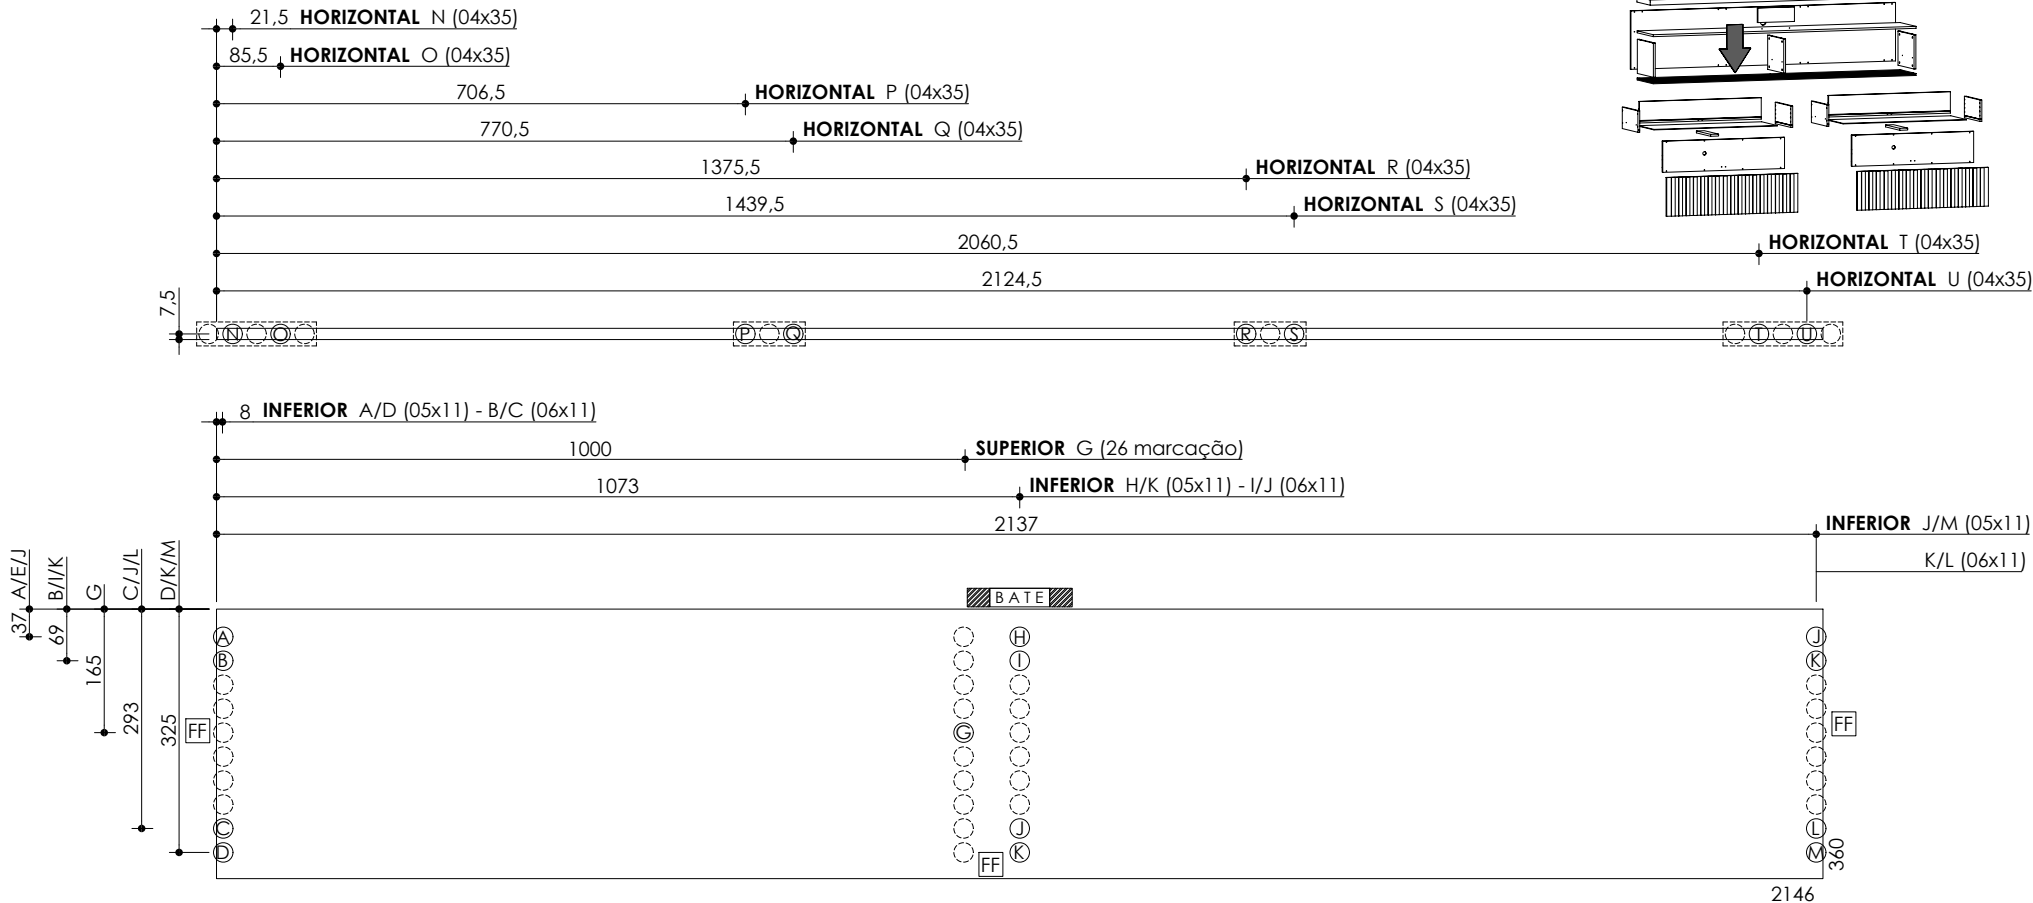 21,5 HORIZONTAL N (04x35)
85,5 HORIZONTAL O (04x35)
706,5 HORIZONTAL P (04x35)
770,5 HORIZONTAL Q (04x35)
1375,5 HORIZONTAL R (04x35)
1439,5 HORIZONTAL S (04x35)
2060,5 HORIZONTAL T (04x35)
2124,5 HORIZONTAL U (04x35)
7,5
N O P Q R S T U
8 INFERIOR A/D (05x11) - B/C (06x11)
1000 SUPERIOR G (26 marcação)
1073 INFERIOR H/K (05x11) - I/J (06x11)
2137 INFERIOR J/M (05x11)
K/L (06x11)
37 A/E/J
69 B/I/K
165 G
293 C/J/L
325 D/K/M
BATE
A H J
B I K
FF G FF
C J L
D K M
FF
360
2146